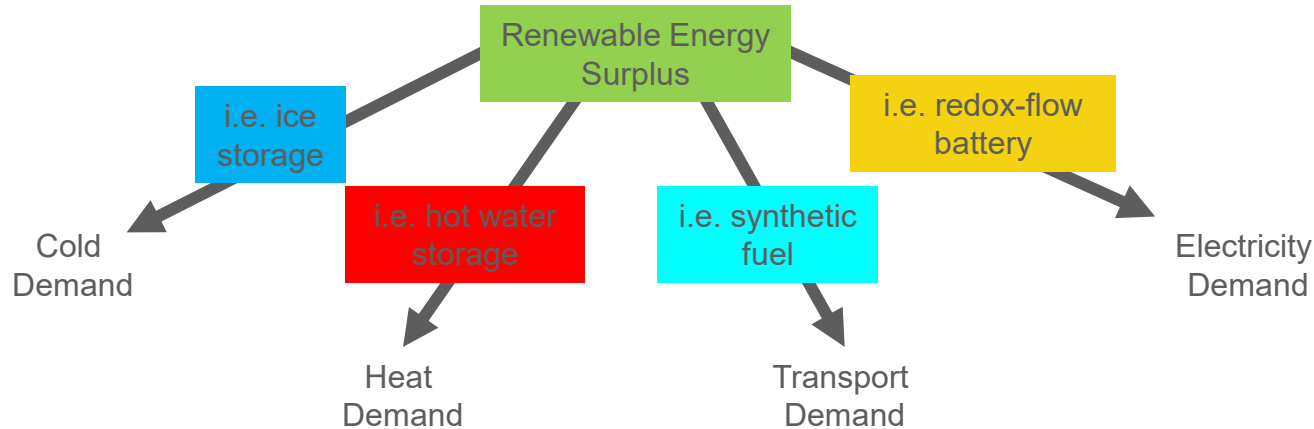 Renewable Energy
Surplus
i.e. ice
storage
i.e. redox-flow
battery
i.e. hot water
storage
i.e. synthetic
fuel
Cold
Demand
Electricity
Demand
Heat
Demand
Transport
Demand